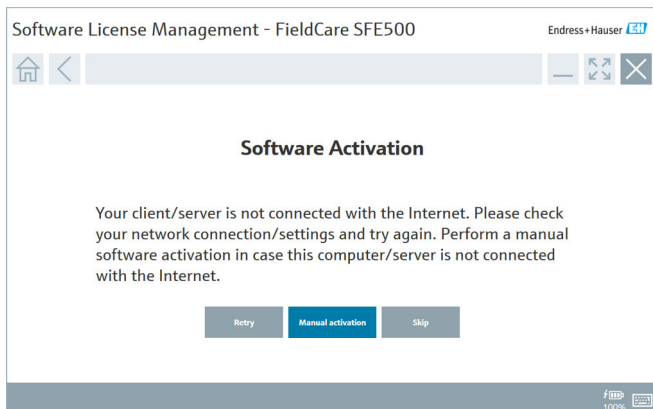 Software License Management - FieldCare SFE500
Endress+Hauser EH
Software Activation
Your client/server is not connected with the Internet. Please check
your network connection/settings and try again. Perform a manual
software activation in case this computer/server is not connected
with the Internet.
Retry
Manual activation
Skip
100%